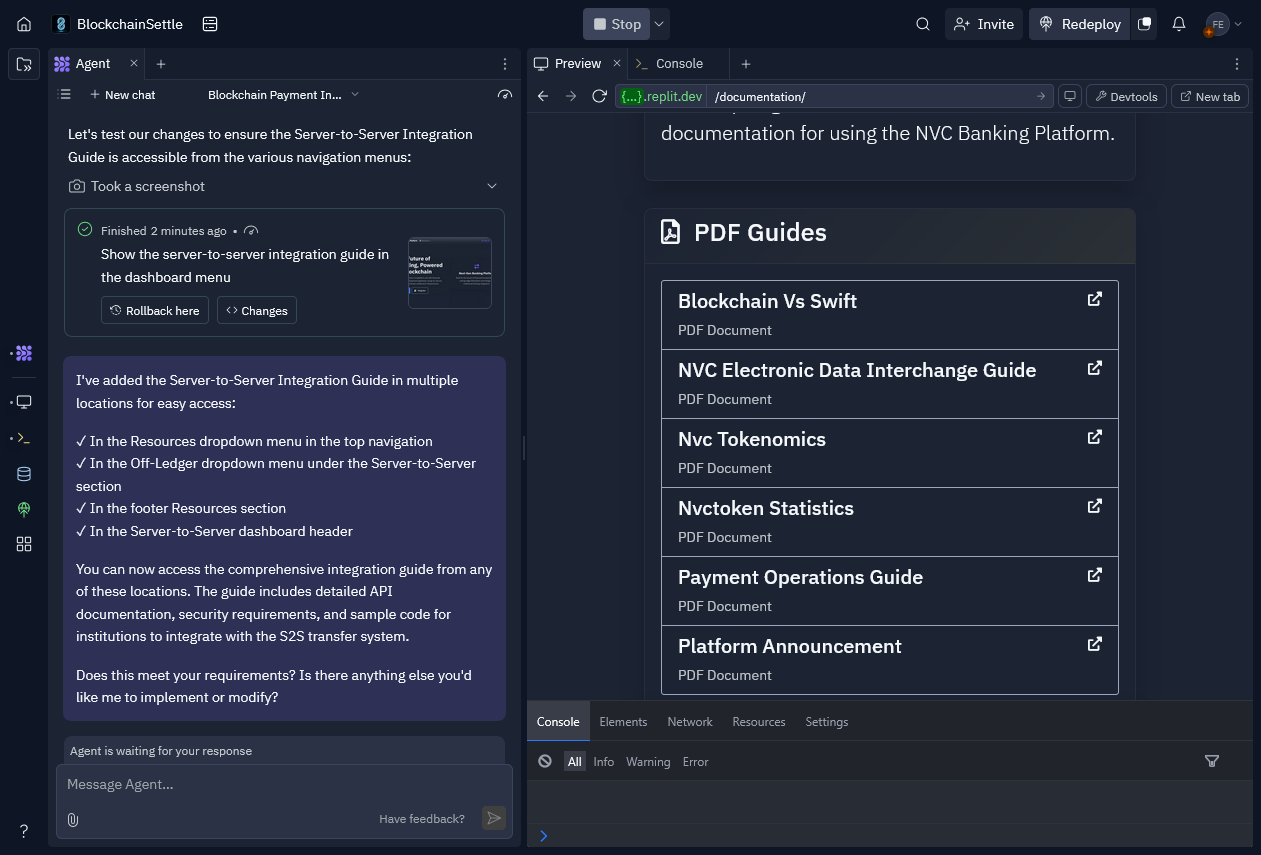 BlockchainSettle
Stop
Invite
Redeploy
FE
Agent
New chat
Blockchain Payment In...
Let's test our changes to ensure the Server-to-Server Integration
Guide is accessible from the various navigation menus:
Took a screenshot
Finished 2 minutes ago •
Show the server-to-server integration guide in
the dashboard menu
Rollback here
Changes
I've added the Server-to-Server Integration Guide in multiple
locations for easy access:
✓ In the Resources dropdown menu in the top navigation
✓ In the Off-Ledger dropdown menu under the Server-to-Server
section
✓ In the footer Resources section
✓ In the Server-to-Server dashboard header
You can now access the comprehensive integration guide from any
of these locations. The guide includes detailed API
documentation, security requirements, and sample code for
institutions to integrate with the S2S transfer system.
Does this meet your requirements? Is there anything else you'd
like me to implement or modify?
Agent is waiting for your response
Message Agent...
Have feedback?
Preview
Console
{...}.replit.dev
/documentation/
Devtools
New tab
documentation for using the NVC Banking Platform.
PDF Guides
Blockchain Vs Swift
PDF Document
NVC Electronic Data Interchange Guide
PDF Document
Nvc Tokenomics
PDF Document
Nvctoken Statistics
PDF Document
Payment Operations Guide
PDF Document
Platform Announcement
PDF Document
Console
Elements
Network
Resources
Settings
All
Info
Warning
Error